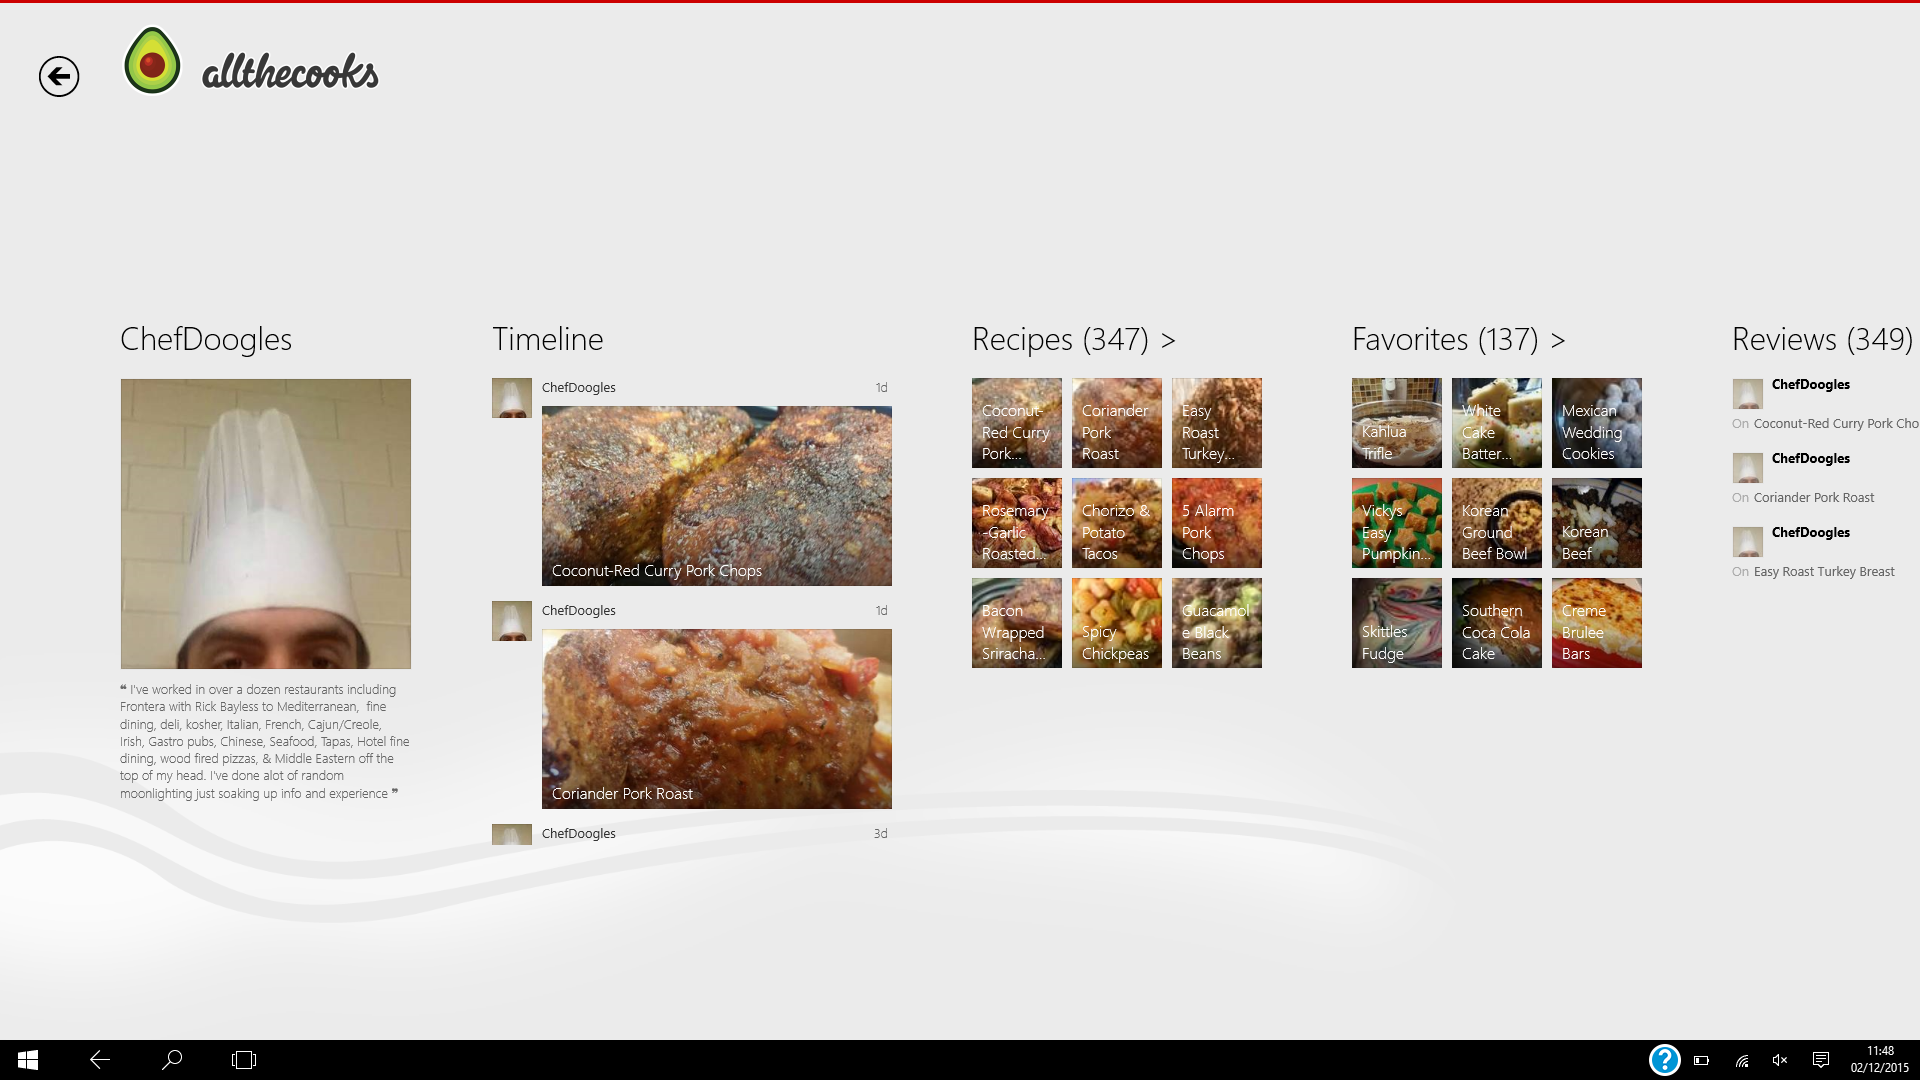 allthecooks
ChefDoogles
❝ I've worked in over a dozen restaurants including
Frontera with Rick Bayless to Mediterranean,  fine
dining, deli, kosher, Italian, French, Cajun/Creole,
Irish, Gastro pubs, Chinese, Seafood, Tapas, Hotel fine
dining, wood fired pizzas, & Middle Eastern off the
top of my head. I've done alot of random
moonlighting just soaking up info and experience ❞
Timeline
ChefDoogles 1d
Coconut-Red Curry Pork Chops
ChefDoogles 1d
Coriander Pork Roast
ChefDoogles 3d
Recipes (347) >
Coconut-
Red Curry
Pork...
Coriander
Pork
Roast
Easy
Roast
Turkey...
Rosemary
-Garlic
Roasted...
Chorizo &
Potato
Tacos
5 Alarm
Pork
Chops
Bacon
Wrapped
Sriracha...
Spicy
Chickpeas
Guacamol
e Black
Beans
Favorites (137) >
Kahlua
Trifle
White
Cake
Batter...
Mexican
Wedding
Cookies
Vickys
Easy
Pumpkin...
Korean
Ground
Beef Bowl
Korean
Beef
Skittles
Fudge
Southern
Coca Cola
Cake
Creme
Brulee
Bars
Reviews (349)
ChefDoogles
On Coconut-Red Curry Pork Cho
ChefDoogles
On Coriander Pork Roast
ChefDoogles
On Easy Roast Turkey Breast
?
11:48
02/12/2015